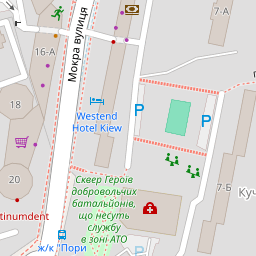 7-А
16-А
Мокра вулиця
18
P
P
Westend
Hotel Kiew
20
Сквер Героїв
добровольчих
батальйонів,
що несуть
службу
в зоні АТО
7-Б
Куч
tinumdent
ж/к "Пори